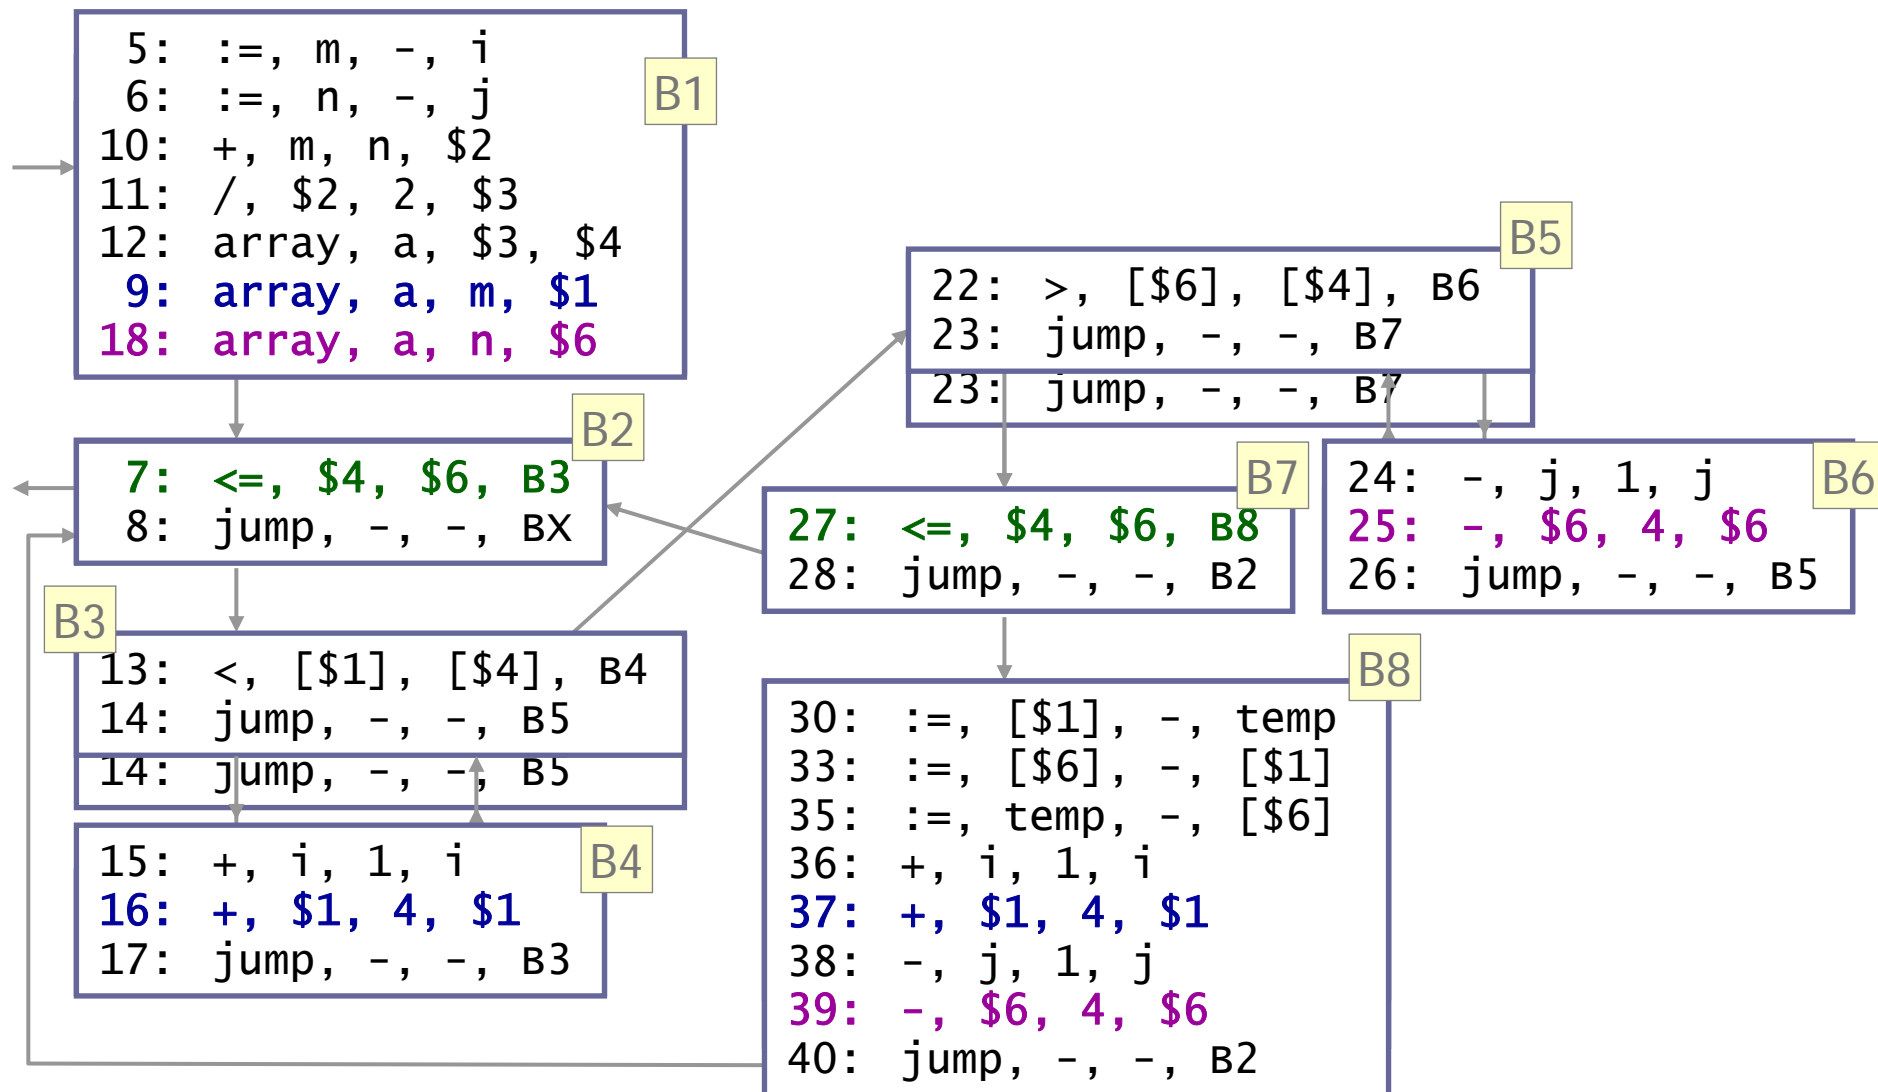 B1
5: :=, m, -, i
6: :=, n, -, j
10: +, m, n, $2
11: /, $2, 2, $3
12: array, a, $3, $4
9: array, a, m, $1
18: array, a, n, $6
B2
7: <=, $4, $6, B3
8: jump, -, -, BX
B3
13: <, [$1], [$4], B4
14: jump, -, -, B5
14: jump, -, -, B5
B4
15: +, i, 1, i
16: +, $1, 4, $1
17: jump, -, -, B3
B5
22: >, [$6], [$4], B6
23: jump, -, -, B7
23: jump, -, -, B7
B7
27: <=, $4, $6, B8
28: jump, -, -, B2
B6
24: -, j, 1, j
25: -, $6, 4, $6
26: jump, -, -, B5
B8
30: :=, [$1], -, temp
33: :=, [$6], -, [$1]
35: :=, temp, -, [$6]
36: +, i, 1, i
37: +, $1, 4, $1
38: -, j, 1, j
39: -, $6, 4, $6
40: jump, -, -, B2